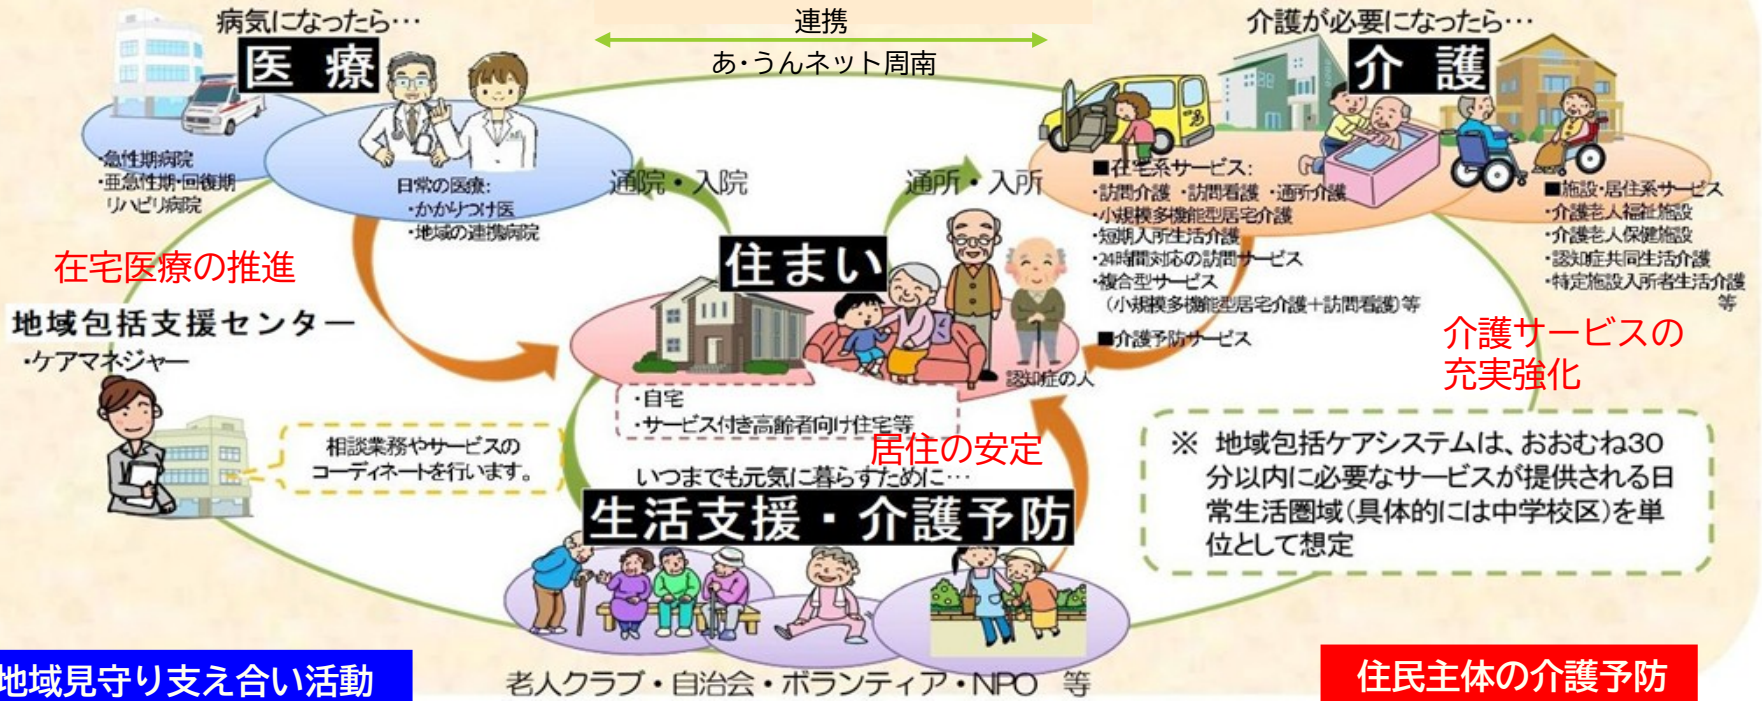 病気になったら…
医 療
・急性期病院
・亜急性期・回復期
リハビリ病院
日常の医療:
・かかりつけ医
・地域の連携病院
連携
あ・うんネット周南
介護が必要になったら…
介 護
■在宅系サービス:
・訪問介護 ・訪問看護 ・通所介護
・小規模多機能型居宅介護
・短期入所生活介護
・24時間対応の訪問サービス
・複合型サービス
(小規模多機能型居宅介護+訪問看護)等
■介護予防サービス
■施設・居住系サービス
・介護老人福祉施設
・介護老人保健施設
・認知症共同生活介護
・特定施設入所者生活介護
等
通院・入院
通所・入所
住まい
認知症の人
・自宅
・サービス付き高齢者向け住宅等
居住の安定
在宅医療の推進
地域包括支援センター
・ケアマネジャー
相談業務やサービスの
コーディネートを行います。
介護サービスの
充実強化
※ 地域包括ケアシステムは、おおむね30
分以内に必要なサービスが提供される日
常生活圏域(具体的には中学校区)を単
位として想定
いつまでも元気に暮らすために…
生活支援・介護予防
老人クラブ・自治会・ボランティア・NPO 等
地域見守り支え合い活動
住民主体の介護予防